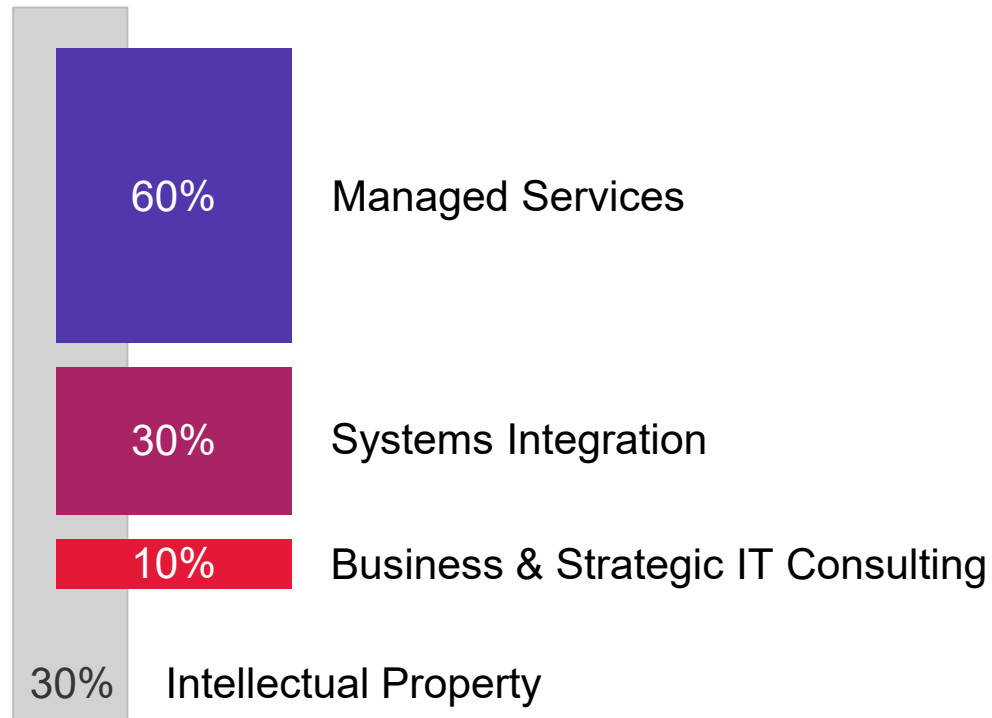 60% Managed Services
30% Systems Integration
10% Business & Strategic IT Consulting
30% Intellectual Property